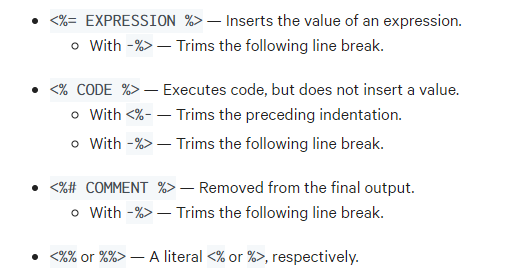 • <%= EXPRESSION %> — Inserts the value of an expression.
◦ With -%> — Trims the following line break.
• <% CODE %> — Executes code, but does not insert a value.
◦ With <%- — Trims the preceding indentation.
◦ With -%> — Trims the following line break.
• <%# COMMENT %> — Removed from the final output.
◦ With -%> — Trims the following line break.
• <%% or %%> — A literal <% or %>, respectively.